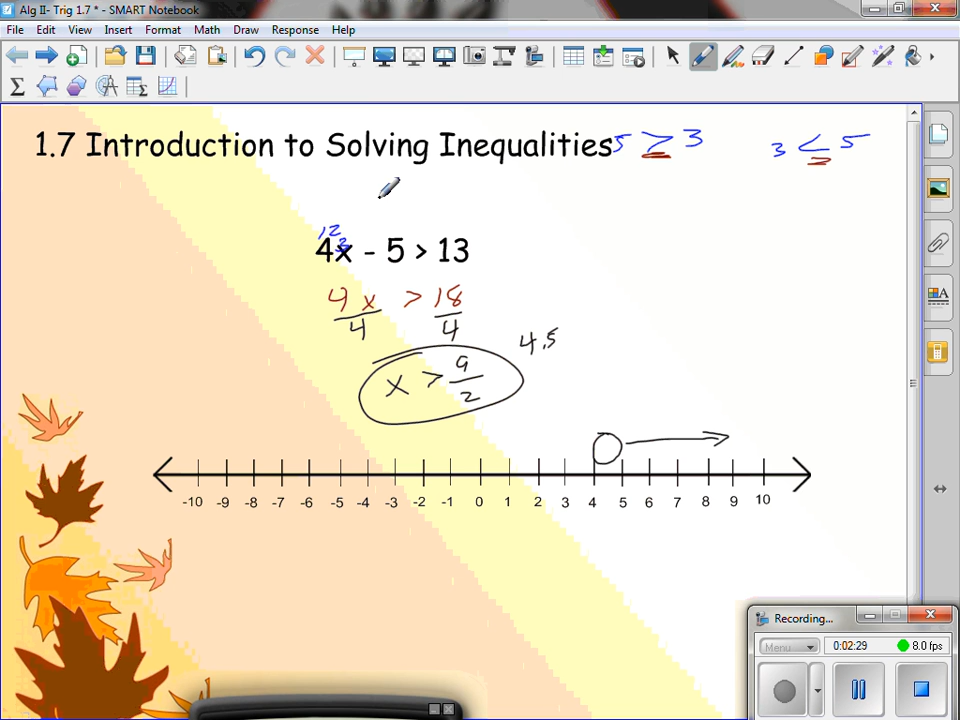 Alg II- Trig 1.7 * - SMART Notebook
File Edit View Insert Format Math Draw Response Help
1.7 Introduction to Solving Inequalities 5 ≥ 3 3 ≤ 5
12
3
4x - 5 > 13
4x > 18
4 4
4.5
x > 9
2
-10 -9 -8 -7 -6 -5 -4 -3 -2 -1 0 1 2 3 4 5 6 7 8 9 10
Recording...
Menu 0:02:29 8.0 fps